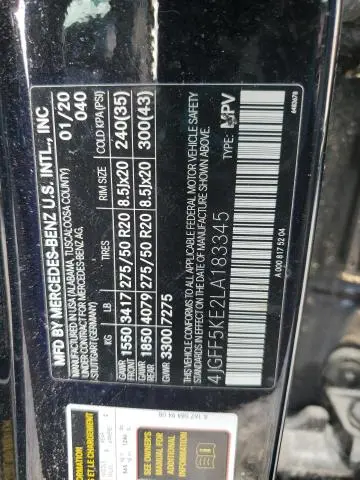 MFD BY MERCEDES-BENZ U.S. INTL., INC
MANUFACTURED IN USA (ALABAMA, TUSCALOOSA COUNTY)
FOR CONTRACT MERCEDES-BENZ AG,
STUTTGART (GERMANY)
01/20
040
KG LB TIRES RIM SIZE COLD KPA (PSI)
GAWR FRT 1550 3417 275/50 R20 8.5Jx20 240(35)
GAWR REAR 1850 4079 275/50 R20 8.5Jx20 300(43)
GVWR 3300 7275
THIS VEHICLE CONFORMS TO ALL APPLICABLE FEDERAL MOTOR VEHICLE SAFETY
STANDARDS IN EFFECT ON THE DATE OF MANUFACTURE SHOWN ABOVE.
4JGFF5KE2LA183345 TYPE: MPV
A 000 817 52 04
SEE OWNER'S
MANUAL FOR
ADDITIONAL
INFORMATION